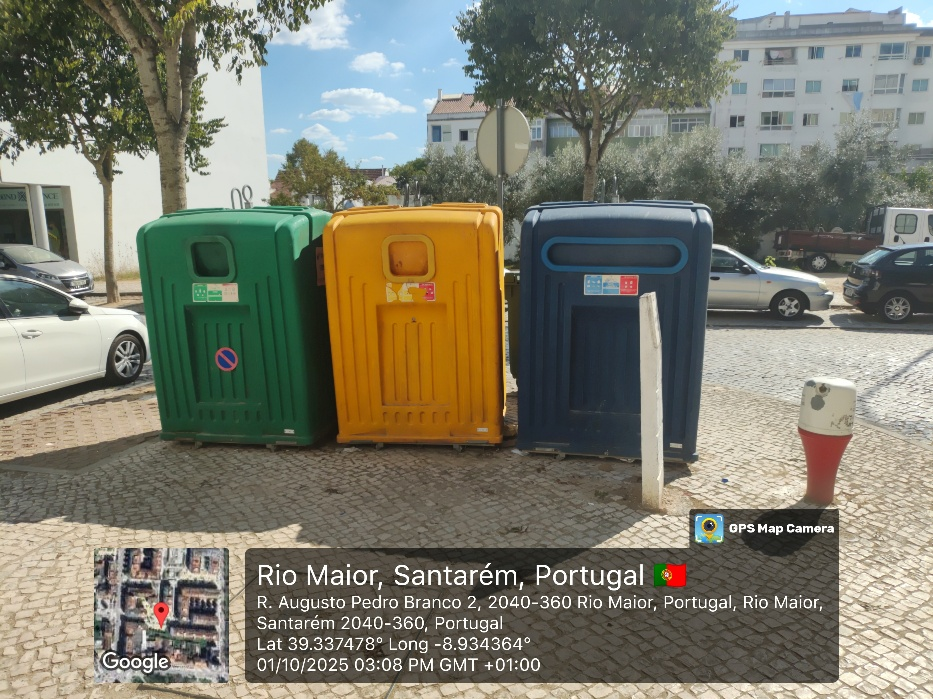 GPS Map Camera
Rio Maior, Santarém, Portugal
R. Augusto Pedro Branco 2, 2040-360 Rio Maior, Portugal, Rio Maior,
Santarém 2040-360, Portugal
Lat 39.337478° Long -8.934364°
01/10/2025 03:08 PM GMT +01:00
Google